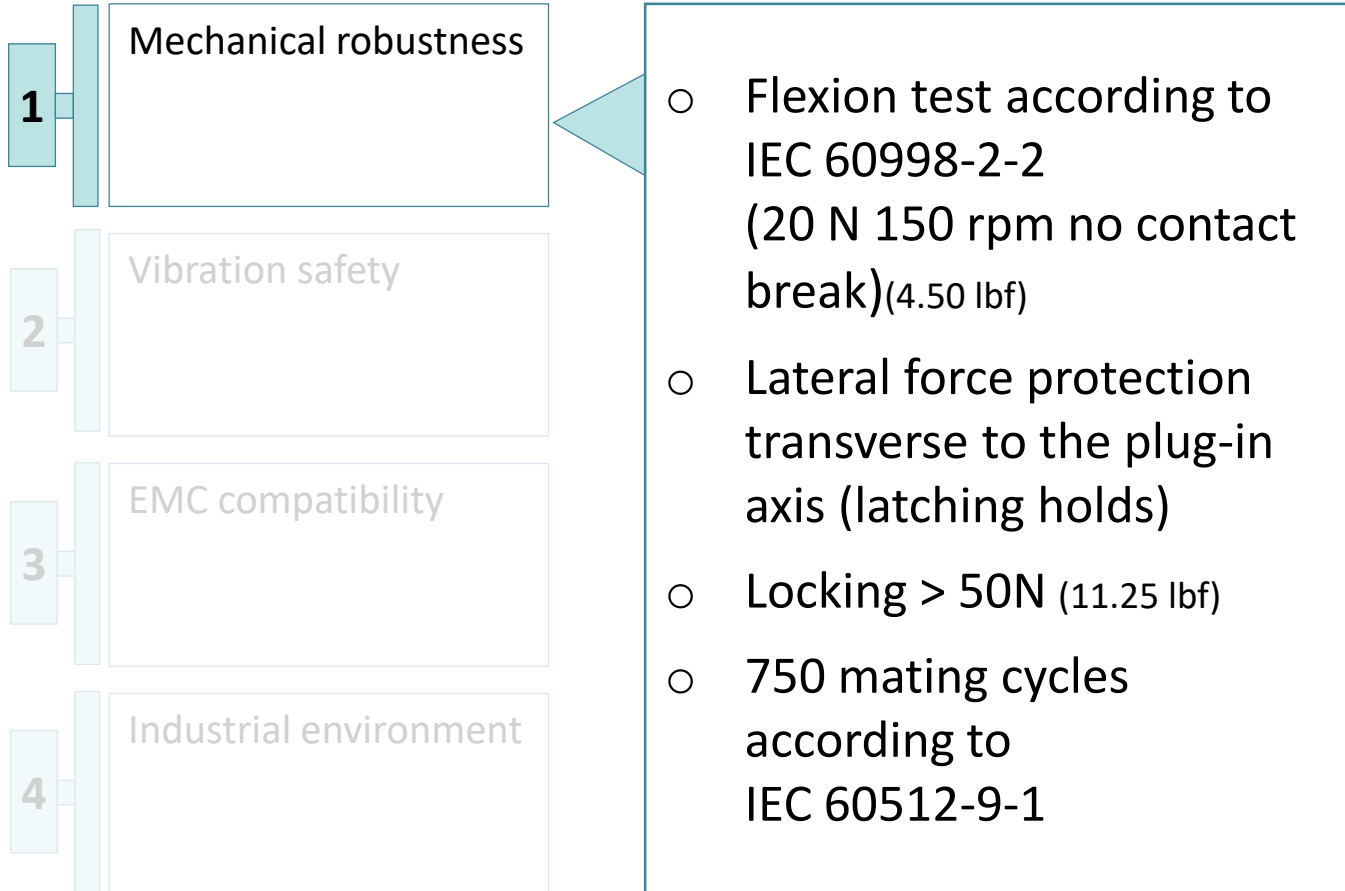 1
Mechanical robustness
2
Vibration safety
3
EMC compatibility
4
Industrial environment
○ Flexion test according to
IEC 60998-2-2
(20 N 150 rpm no contact
break)(4.50 lbf)
○ Lateral force protection
transverse to the plug-in
axis (latching holds)
○ Locking > 50N (11.25 lbf)
○ 750 mating cycles
according to
IEC 60512-9-1